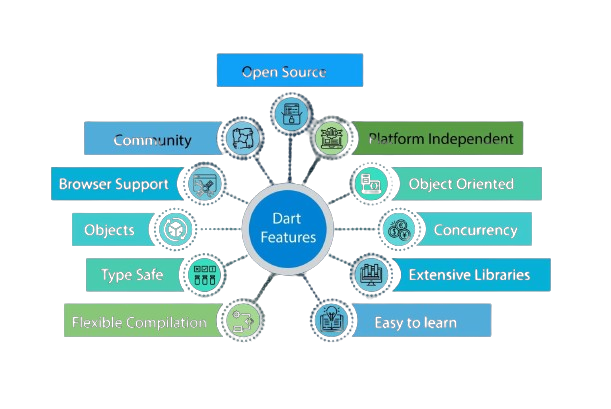 Open Source
Community
Platform Independent
Browser Support
Object Oriented
Dart
Features
Objects
Concurrency
Type Safe
Extensive Libraries
Flexible Compilation
Easy to learn